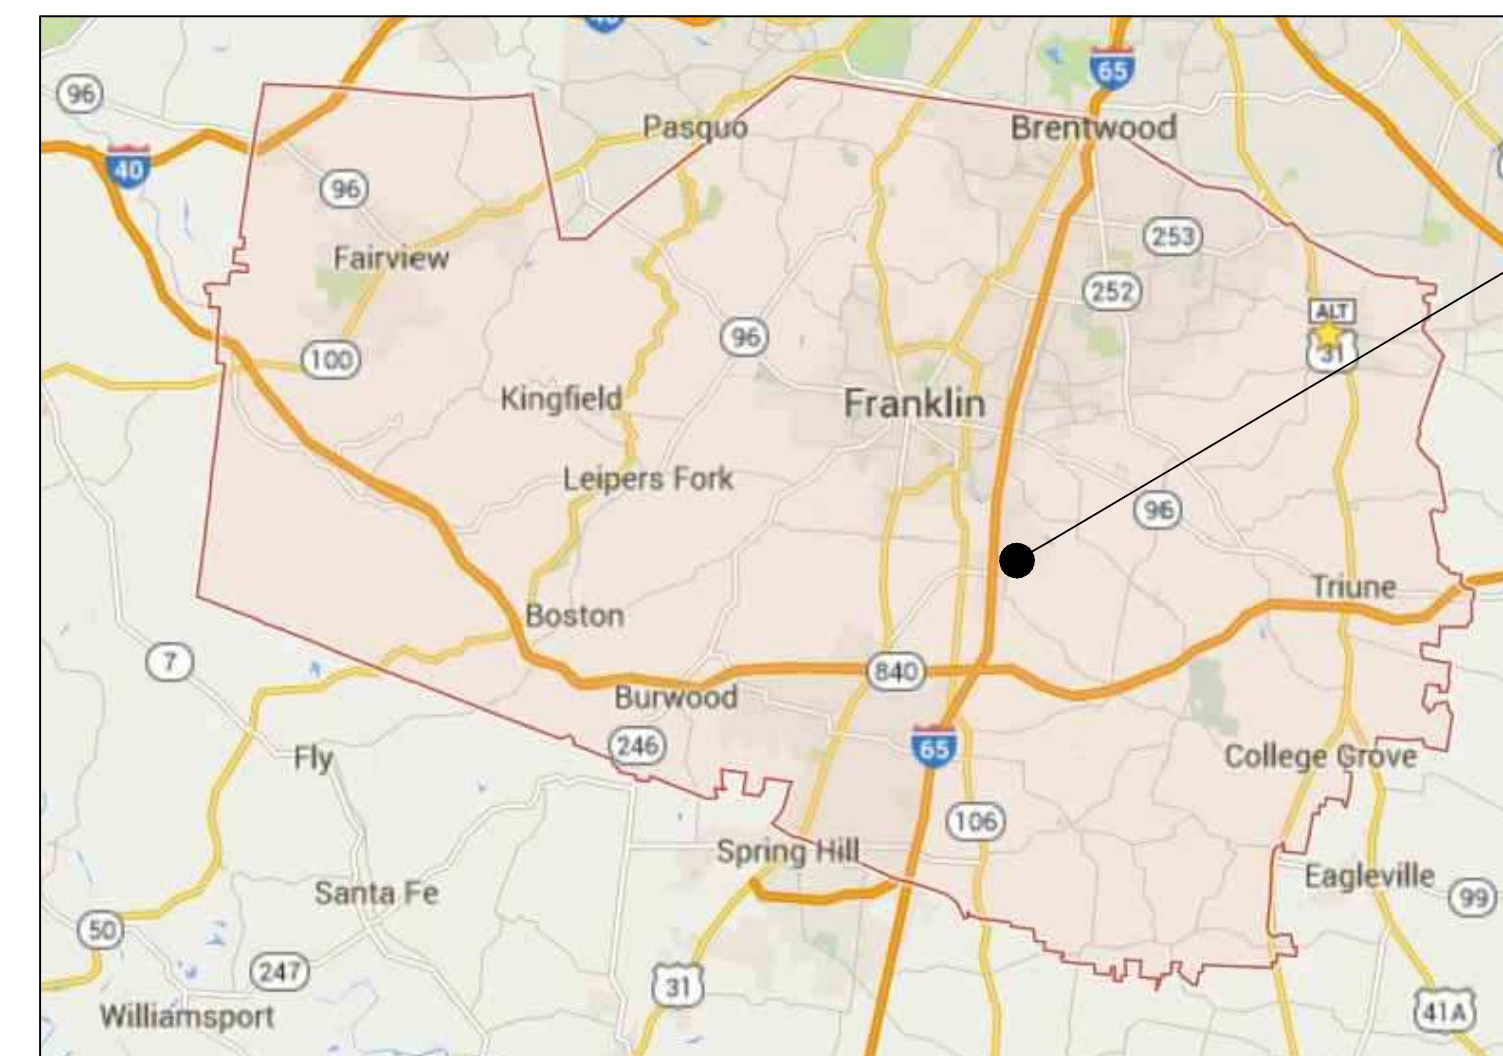 65
96
Pasquo
Brentwood
40
96
253
Fairview
252
ALT
31
96
100
Kingfield
Franklin
Leipers Fork
96
Triune
Boston
7
840
Burwood
246
65
Fly
College Grove
106
Spring Hill
Eagleville
Santa Fe
99
50
247
31
Williamsport
41A